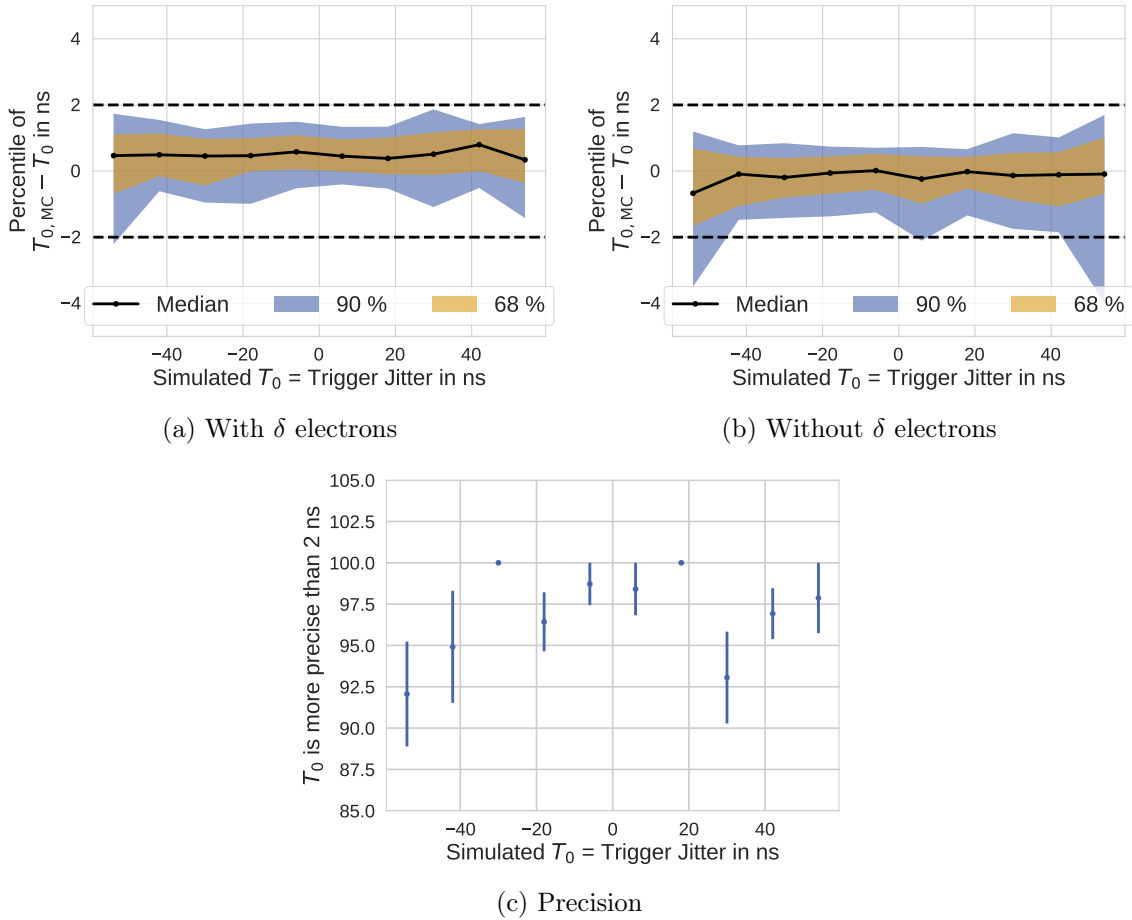 4
2
0
−2
−4
Percentile of
T0, MC − T0 in ns
Median
90 %
68 %
−40
−20
0
20
40
Simulated T0 = Trigger Jitter in ns
(a) With δ electrons
4
2
0
−2
−4
Percentile of
T0, MC − T0 in ns
Median
90 %
68 %
−40
−20
0
20
40
Simulated T0 = Trigger Jitter in ns
(b) Without δ electrons
105.0
102.5
100.0
97.5
95.0
92.5
90.0
87.5
85.0
T0 is more precise than 2 ns
−40
−20
0
20
40
Simulated T0 = Trigger Jitter in ns
(c) Precision